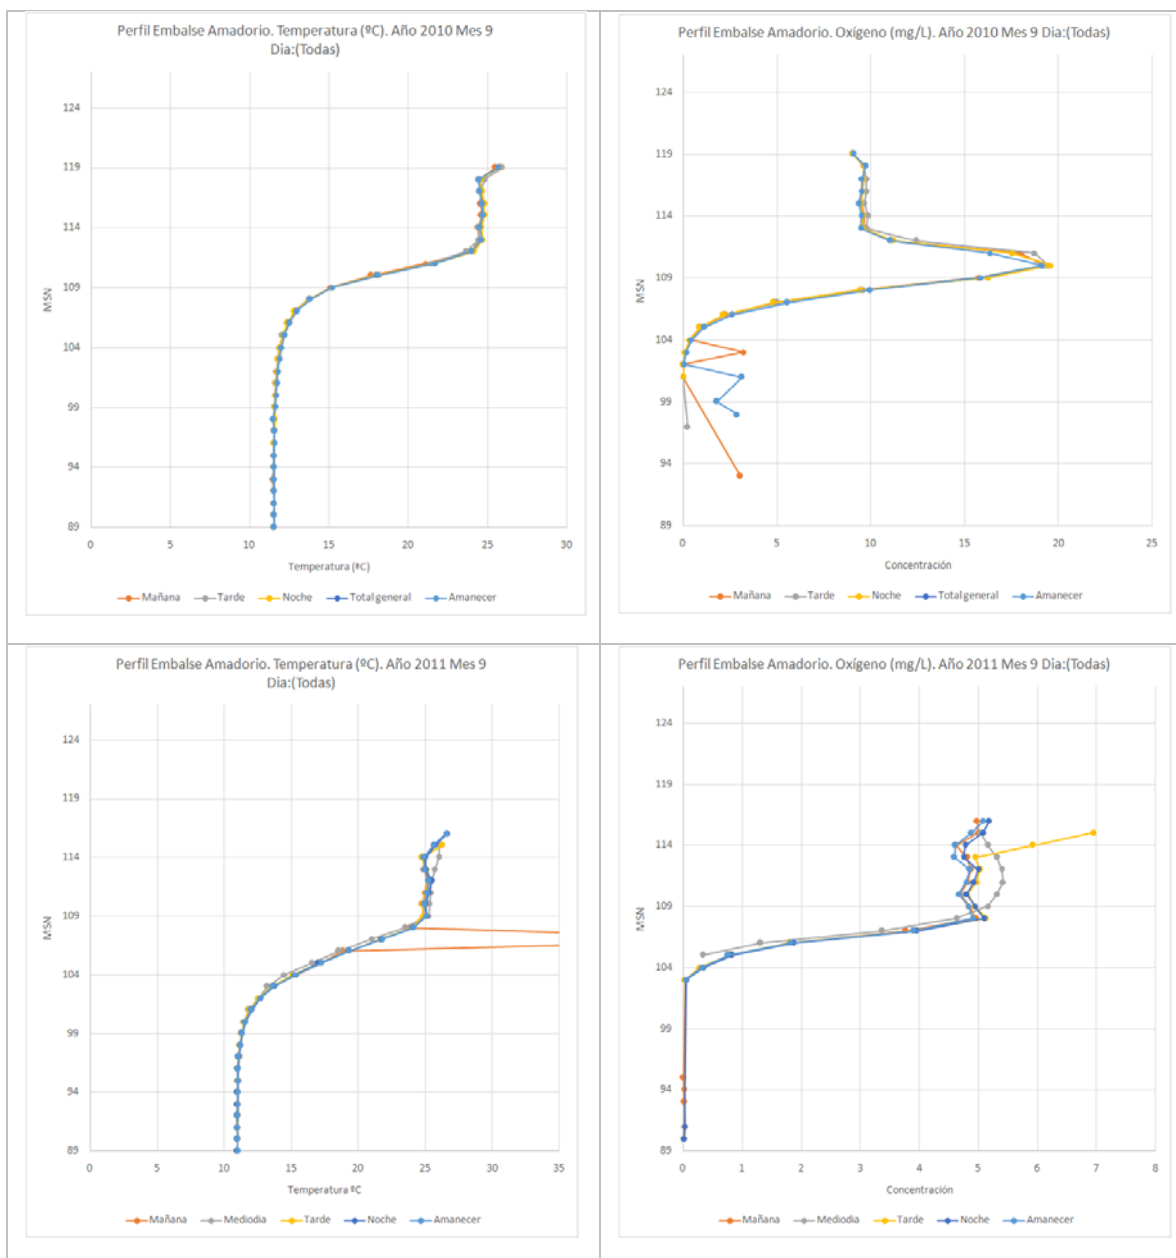 Perfil Embalse Amadorio. Temperatura (ºC). Año 2010 Mes 9
Dia:(Todas)
124
119
114
109
104
99
94
89
MSN
0 5 10 15 20 25 30
Temperatura (ºC)
Mañana Tarde Noche Total general Amanecer
Perfil Embalse Amadorio. Oxígeno (mg/L). Año 2010 Mes 9 Dia:(Todas)
124
119
114
109
104
99
94
89
MSN
0 5 10 15 20 25
Concentración
Mañana Tarde Noche Total general Amanecer
Perfil Embalse Amadorio. Temperatura (ºC). Año 2011 Mes 9
Dia:(Todas)
124
119
114
109
104
99
94
89
MSN
0 5 10 15 20 25 30 35
Temperatura ºC
Mañana Mediodia Tarde Noche Amanecer
Perfil Embalse Amadorio. Oxígeno (mg/L). Año 2011 Mes 9 Dia:(Todas)
124
119
114
109
104
99
94
89
MSN
0 1 2 3 4 5 6 7 8
Concentración
Mañana Mediodia Tarde Noche Amanecer